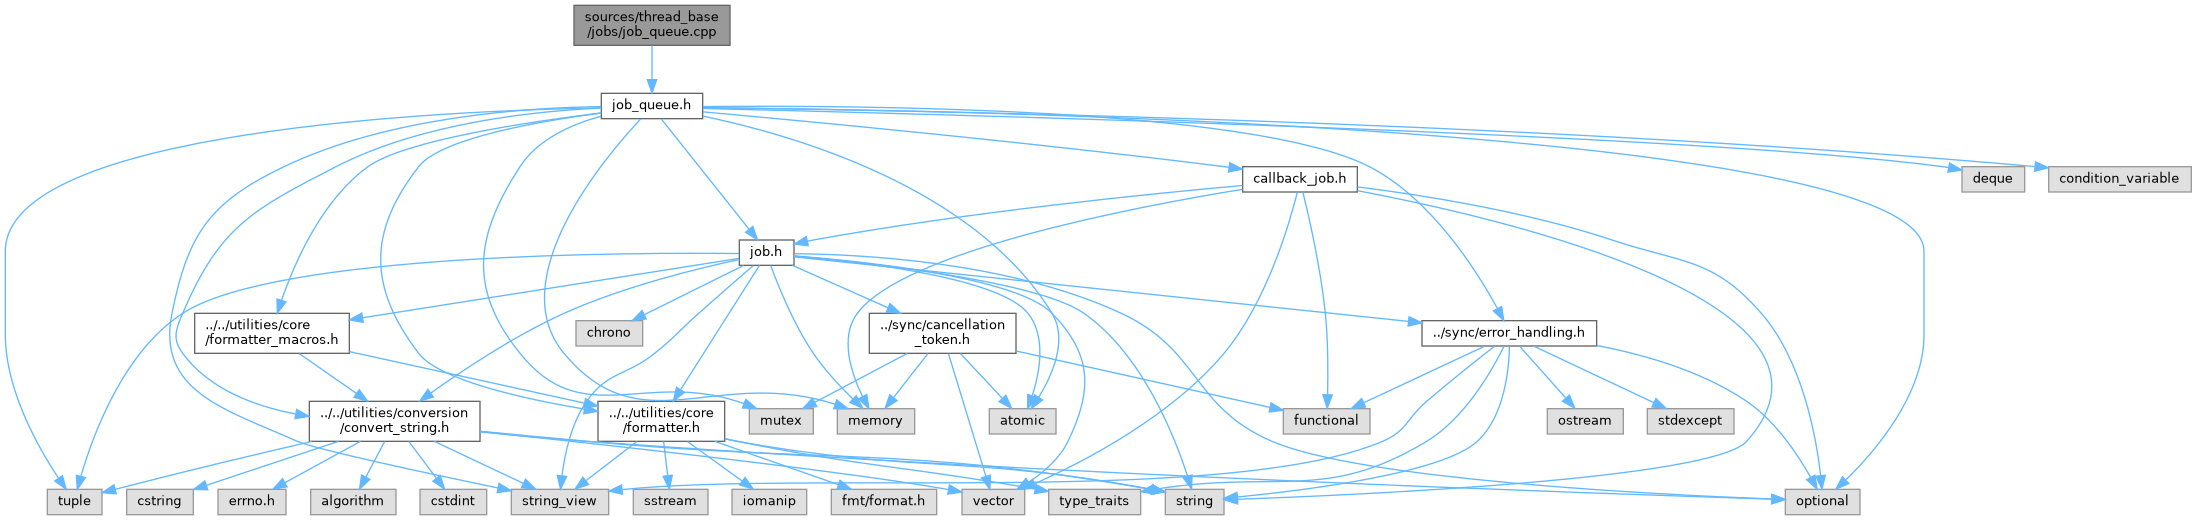 sources/thread_base
/jobs/job_queue.cpp
job_queue.h
callback_job.h
deque
condition_variable
job.h
../../utilities/core
/formatter_macros.h
chrono
../sync/cancellation
_token.h
../sync/error_handling.h
../../utilities/conversion
/convert_string.h
../../utilities/core
/formatter.h
mutex
memory
atomic
functional
ostream
stdexcept
tuple
cstring
errno.h
algorithm
cstdint
string_view
sstream
iomanip
fmt/format.h
vector
type_traits
string
optional